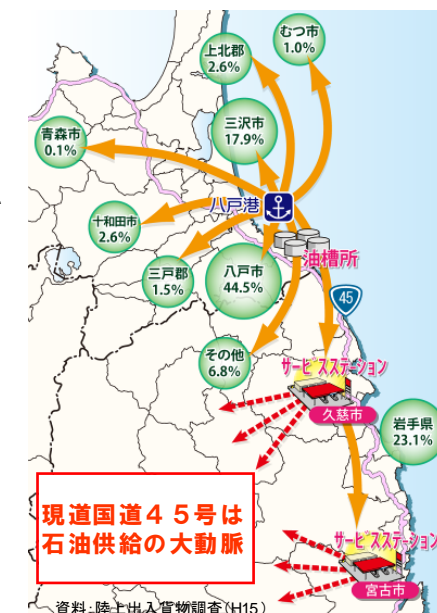 むつ市
1.0%
上北郡
2.6%
三沢市
17.9%
青森市
0.1%
八戸港
十和田市
2.6%
油槽所
三戸郡
1.5%
八戸市
44.5%
45
その他
6.8%
サービスステーション
久慈市
岩手県
23.1%
現道国道45号は
石油供給の大動脈
サービスステーション
宮古市
資料:陸上出入貨物調査(H15)